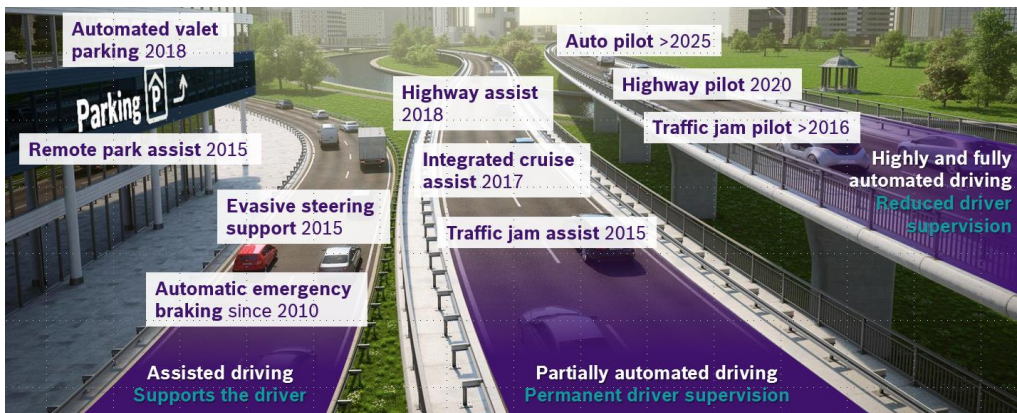 Automated valet
parking 2018
Parking P
Remote park assist 2015
Evasive steering
support 2015
Automatic emergency
braking since 2010
Assisted driving
Supports the driver
Highway assist
2018
Integrated cruise
assist 2017
Traffic jam assist 2015
Partially automated driving
Permanent driver supervision
Auto pilot >2025
Highway pilot 2020
Traffic jam pilot >2016
Highly and fully
automated driving
Reduced driver
supervision